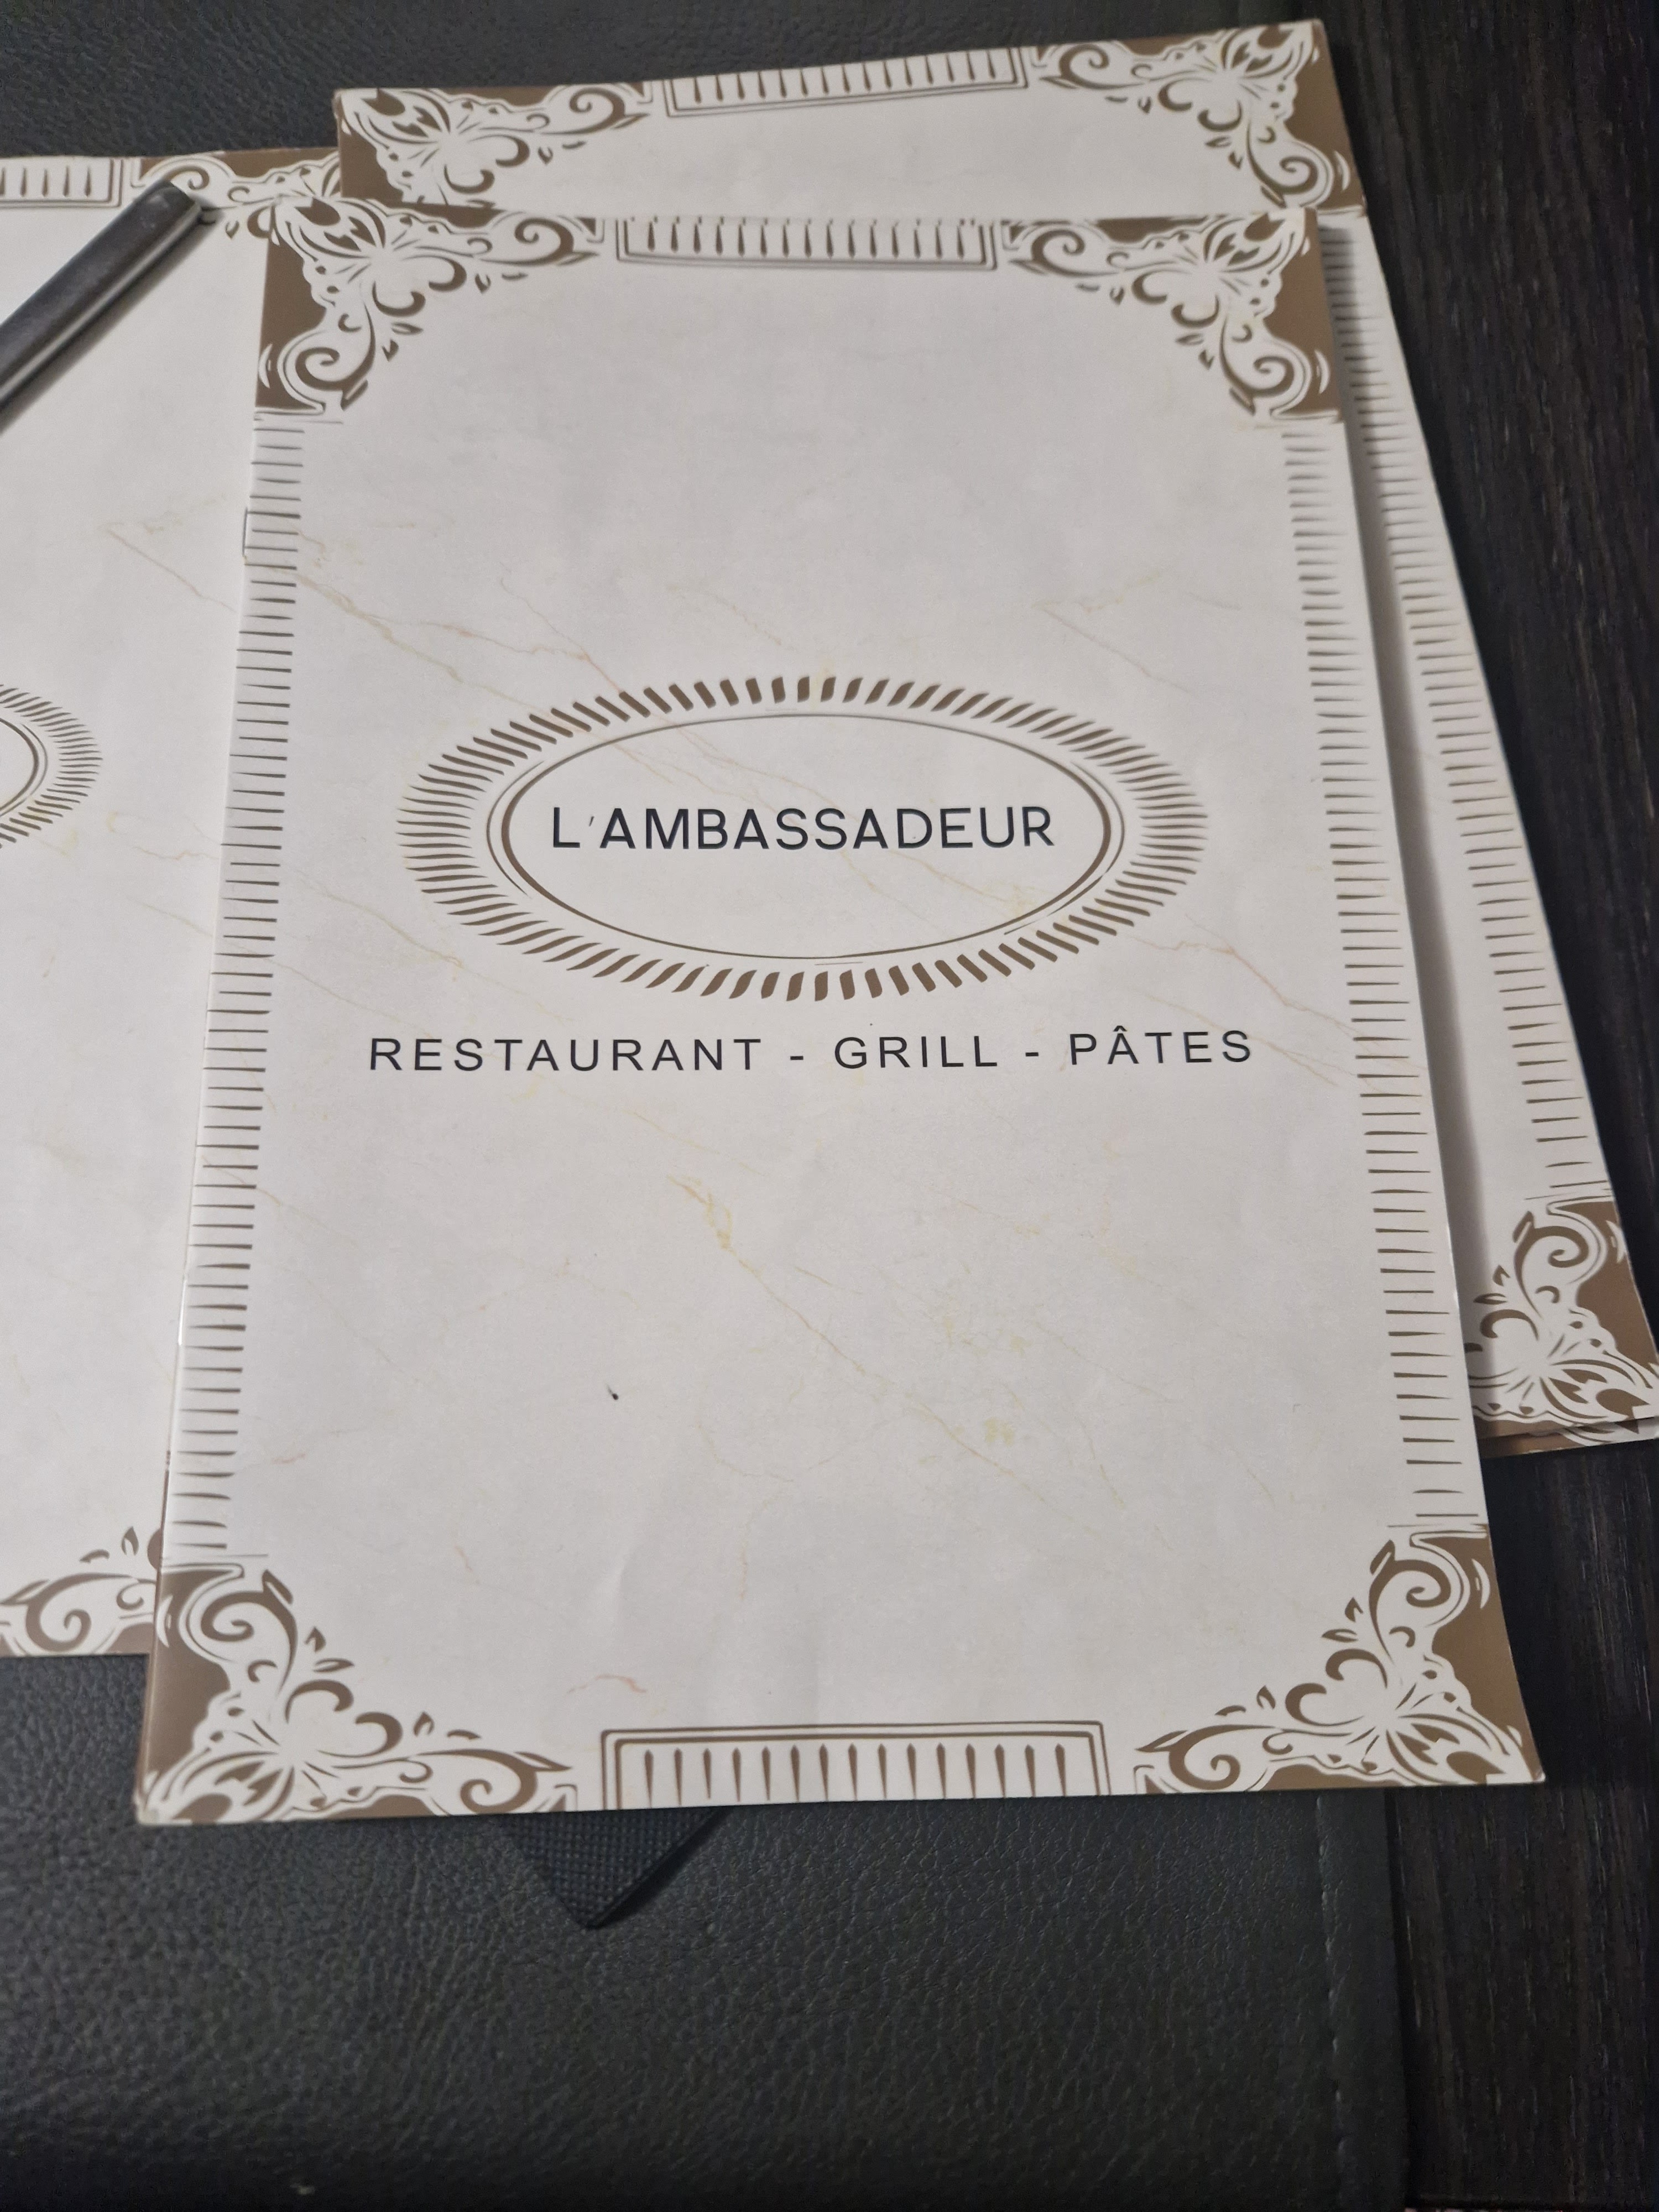 L'AMBASSADEUR
RESTAURANT - GRILL - PÂTES